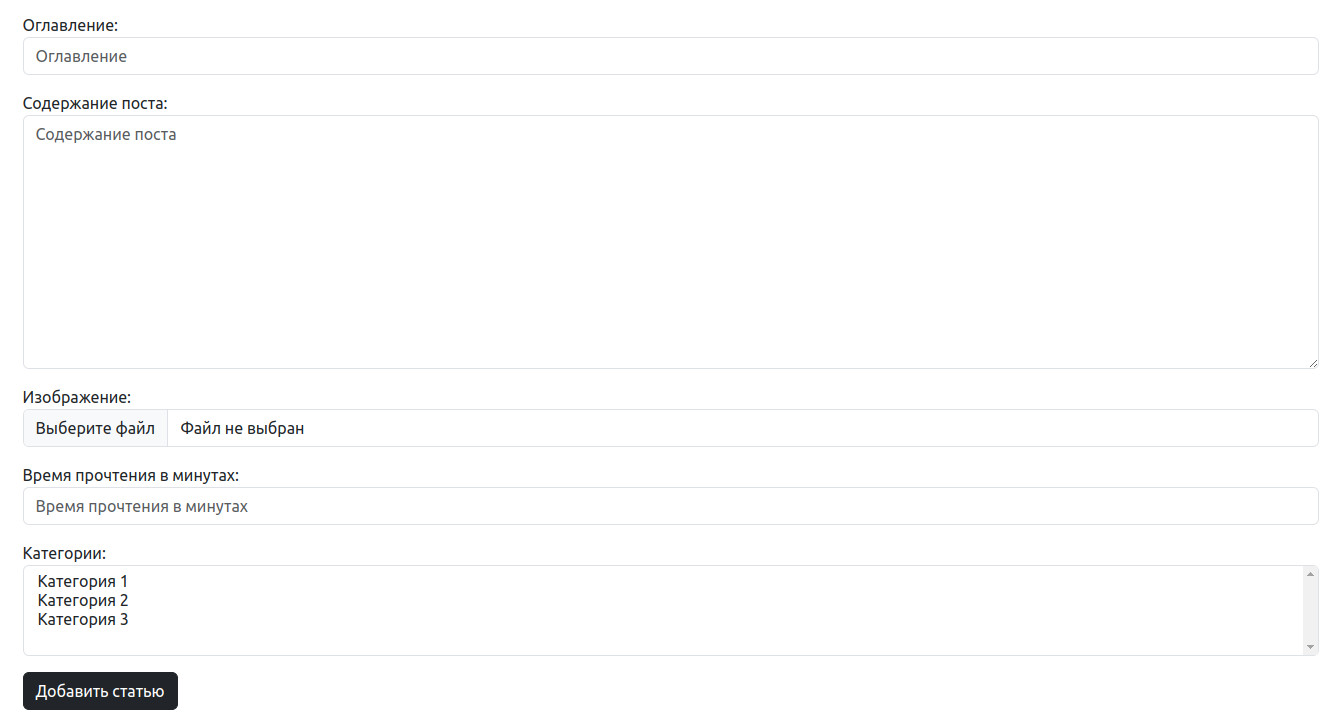 Оглавление:
Оглавление
Содержание поста:
Содержание поста
Изображение:
Выберите файл Файл не выбран
Время прочтения в минутах:
Время прочтения в минутах
Категории:
Категория 1
Категория 2
Категория 3
Добавить статью